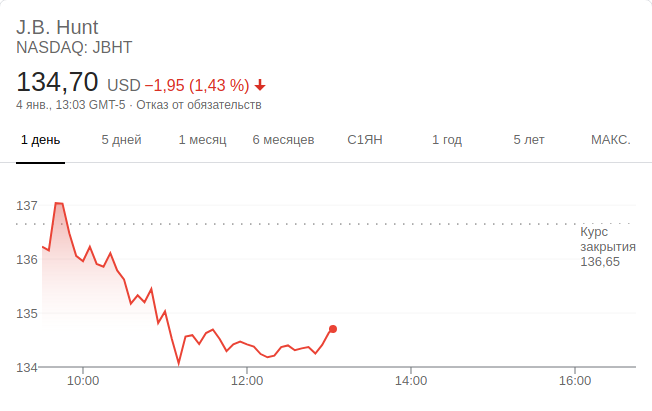 J.B. Hunt
NASDAQ: JBHT
134,70 USD −1,95 (1,43 %)
4 янв., 13:03 GMT-5 · Отказ от обязательств
1 день 5 дней 1 месяц 6 месяцев С1ЯН 1 год 5 лет МАКС.
137
Курс
закрытия
136,65
136
135
134
10:00 12:00 14:00 16:00